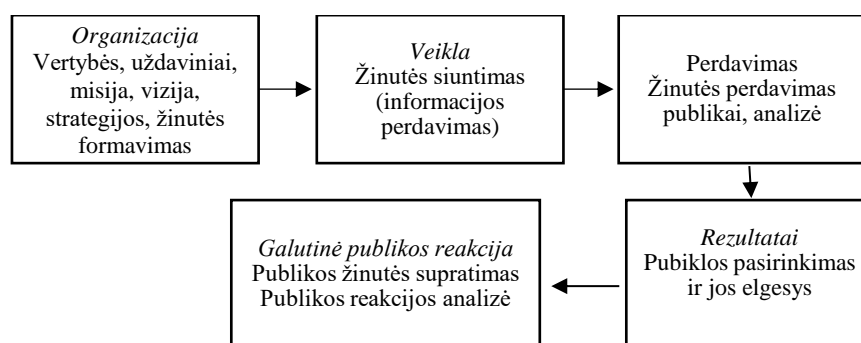 Organizacija
Vertybės, uždaviniai,
misija, vizija,
strategijos, žinutės
formavimas
Veikla
Žinutės siuntimas
(informacijos
perdavimas)
Perdavimas
Žinutės perdavimas
publikai, analizė
Rezultatai
Pubiklos pasirinkimas
ir jos elgesys
Galutinė publikos reakcija
Publikos žinutės supratimas
Publikos reakcijos analizė